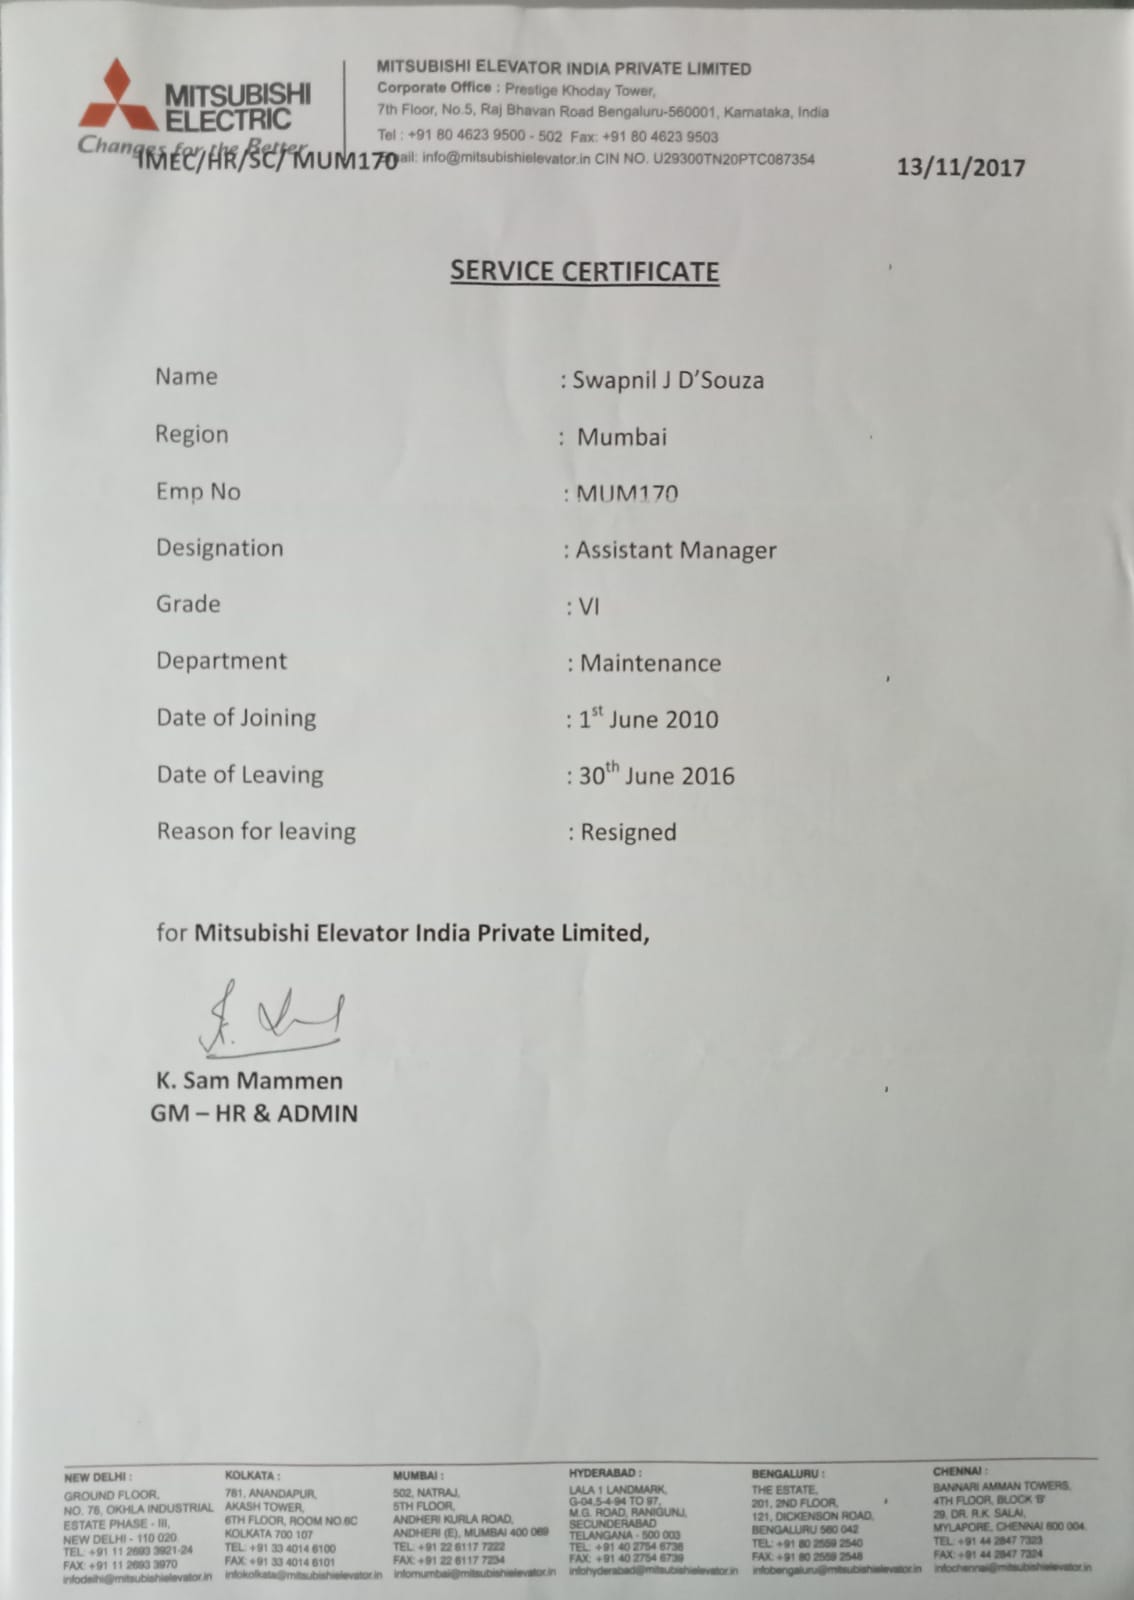 MITSUBISHI ELECTRIC
Changes for the Better
MITSUBISHI ELEVATOR INDIA PRIVATE LIMITED
Corporate Office : Prestige Khoday Tower,
7th Floor, No.5, Raj Bhavan Road Bengaluru-560001, Karnataka, India
Tel : +91 80 4623 9500 - 502 Fax: +91 80 4623 9503
Email: info@mitsubishielevator.in CIN NO. U29300TN20PTC087354
IMEC/HR/SC/ MUM170
13/11/2017
SERVICE CERTIFICATE
Name : Swapnil J D'Souza
Region : Mumbai
Emp No : MUM170
Designation : Assistant Manager
Grade : VI
Department : Maintenance
Date of Joining : 1st June 2010
Date of Leaving : 30th June 2016
Reason for leaving : Resigned
for Mitsubishi Elevator India Private Limited,
K. Sam Mammen
GM – HR & ADMIN
NEW DELHI :
GROUND FLOOR,
NO. 76, OKHLA INDUSTRIAL
ESTATE PHASE - III,
NEW DELHI - 110 020.
TEL: +91 11 2693 3921-24
FAX: +91 11 2693 3970
infodelhi@mitsubishielevator.in
KOLKATA :
781, ANANDAPUR,
AKASH TOWER,
6TH FLOOR, ROOM NO.6C
KOLKATA 700 107
TEL: +91 33 4014 6100
FAX: +91 33 4014 6101
infokolkata@mitsubishielevator.in
MUMBAI :
502, NATRAJ,
5TH FLOOR,
ANDHERI KURLA ROAD,
ANDHERI (E), MUMBAI 400 069
TEL: +91 22 6117 7222
FAX: +91 22 6117 7234
infomumbai@mitsubishielevator.in
HYDERABAD :
LALA 1 LANDMARK,
G-04,5-4-94 TO 97,
M.G. ROAD, RANIGUNJ,
SECUNDERABAD
TELANGANA - 500 003
TEL: +91 40 2754 6738
FAX: +91 40 2754 6739
infohyderabad@mitsubishielevator.in
BENGALURU :
THE ESTATE,
201, 2ND FLOOR,
121, DICKENSON ROAD,
BENGALURU 560 042
TEL: +91 80 2559 2540
FAX: +91 80 2559 2548
infobengaluru@mitsubishielevator.in
CHENNAI :
BANNARI AMMAN TOWERS,
4TH FLOOR, BLOCK 'B'
29, DR. R.K. SALAI,
MYLAPORE, CHENNAI 600 004.
TEL: +91 44 2847 7323
FAX: +91 44 2847 7324
infochennai@mitsubishielevator.in